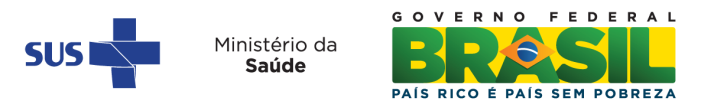 SUS
Ministério da
Saúde
GOVERNO FEDERAL
BRASIL
PAÍS RICO É PAÍS SEM POBREZA